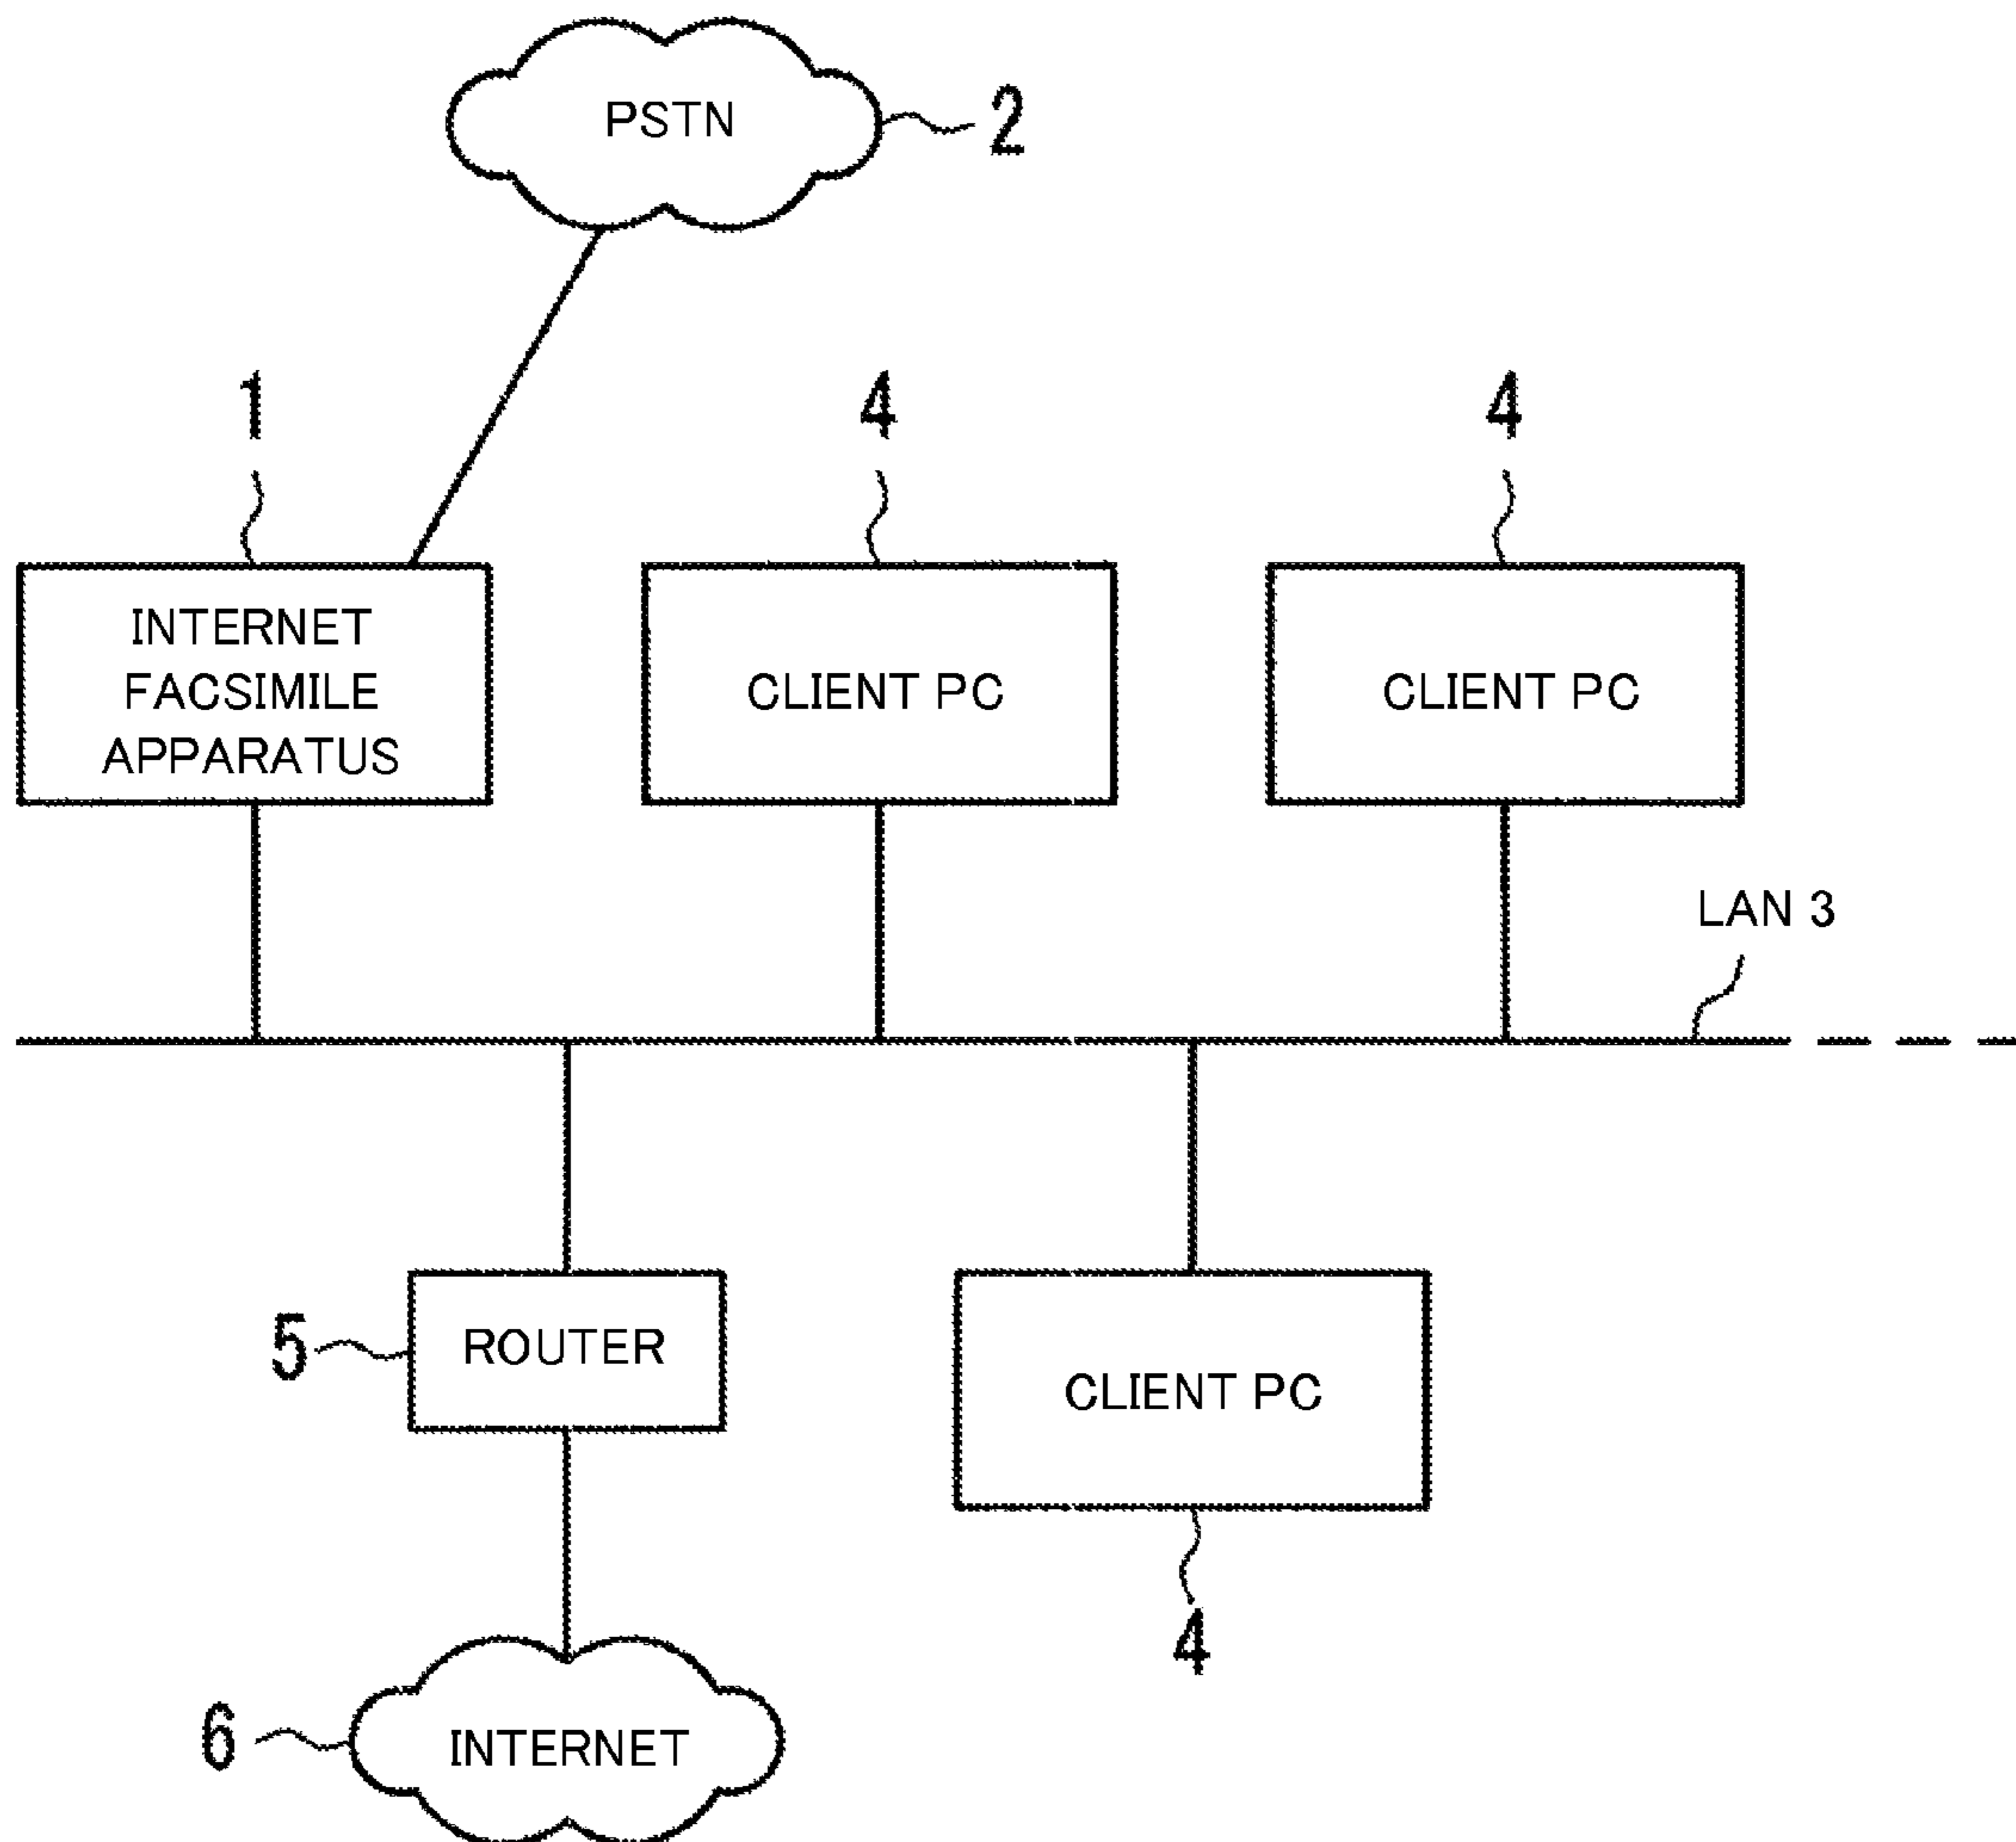 PSTN
2
1
4
4
INTERNET
FACSIMILE
APPARATUS
CLIENT PC
CLIENT PC
LAN 3
5
ROUTER
CLIENT PC
4
6
INTERNET